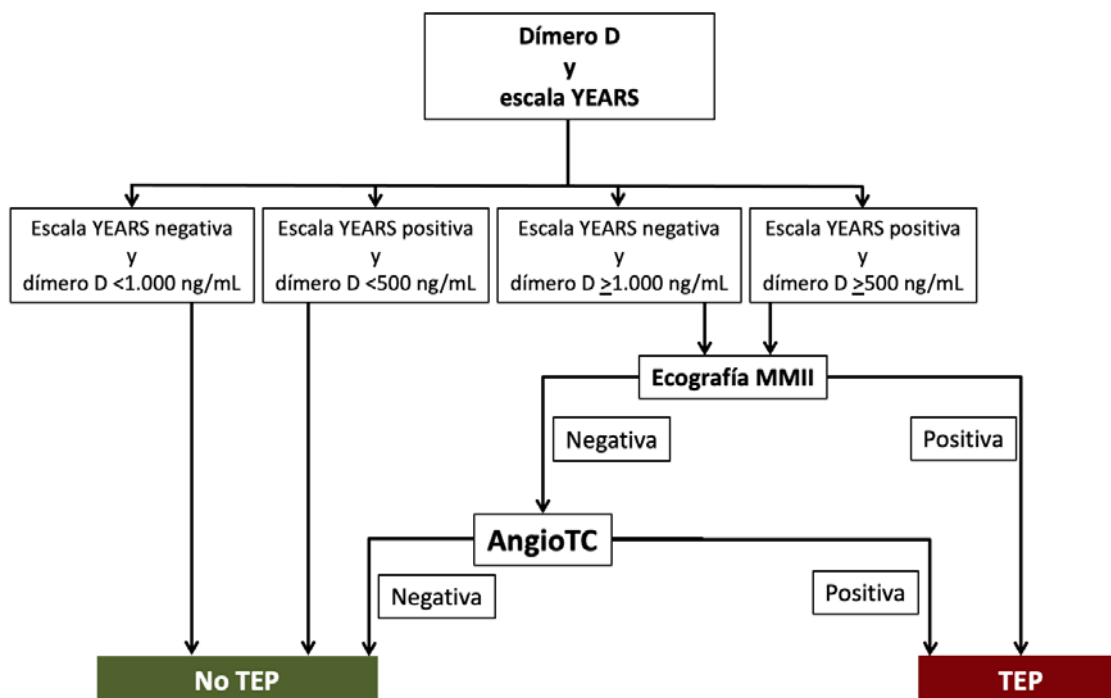 Dímero D
y
escala YEARS
Escala YEARS negativa
y
dímero D <1.000 ng/mL
Escala YEARS positiva
y
dímero D <500 ng/mL
Escala YEARS negativa
y
dímero D ≥1.000 ng/mL
Escala YEARS positiva
y
dímero D ≥500 ng/mL
Ecografía MMII
Negativa
Positiva
AngioTC
Negativa
Positiva
No TEP
TEP